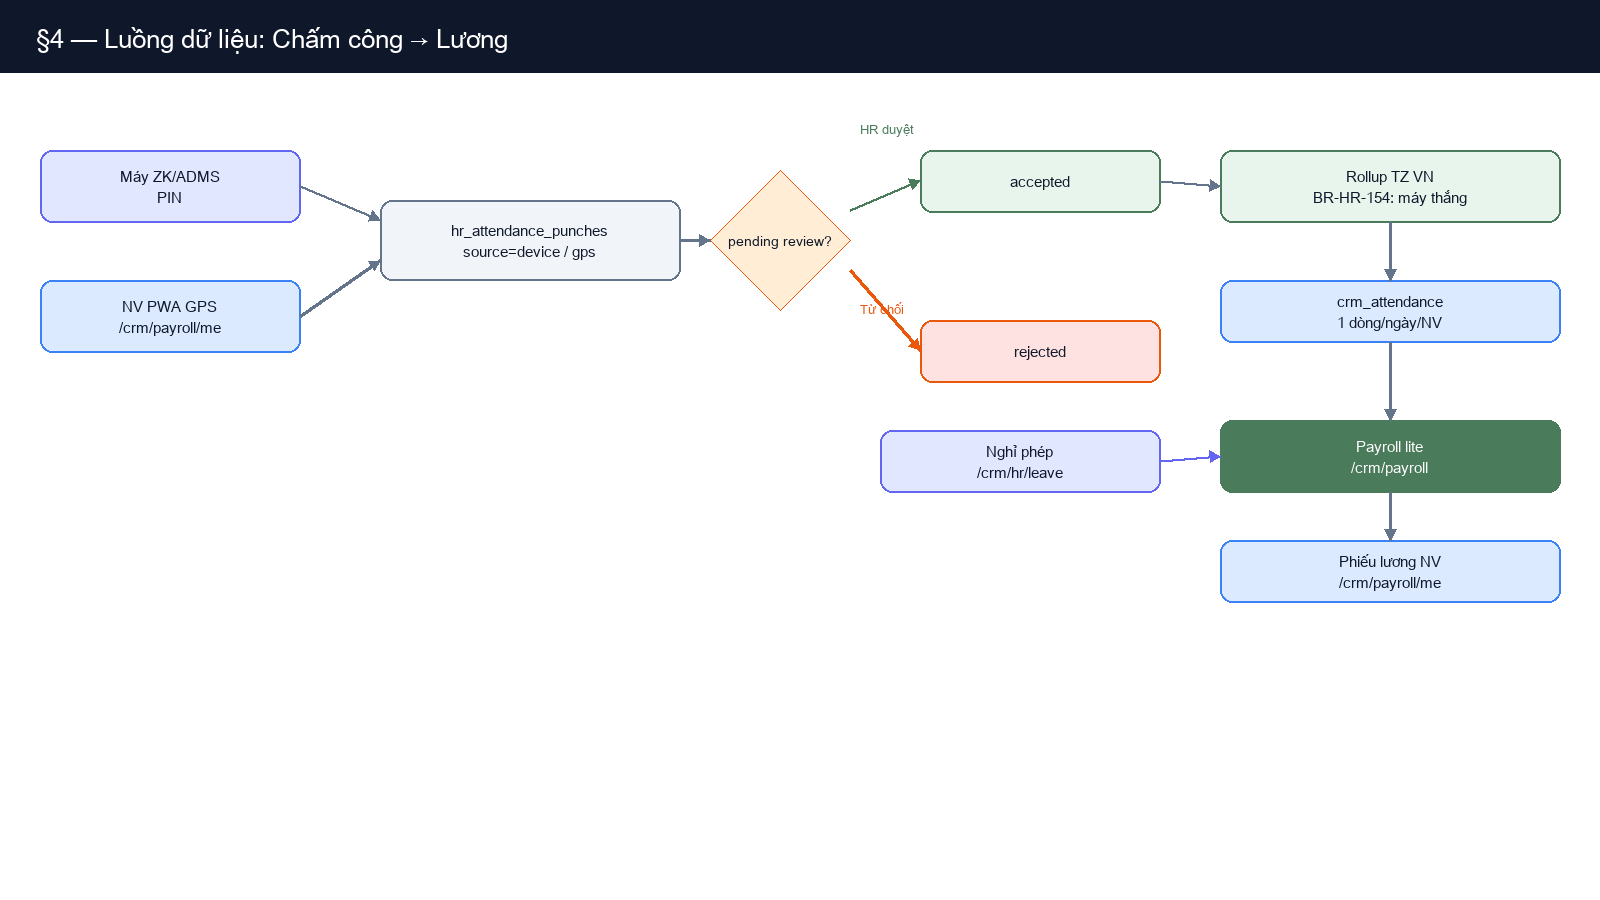 §4 — Luồng dữ liệu: Chấm công → Lương
Máy ZK/ADMS
PIN
NV PWA GPS
/crm/payroll/me
hr_attendance_punches
source=device / gps
pending review?
HR duyệt
accepted
Từ chối
rejected
Rollup TZ VN
BR-HR-154: máy thắng
crm_attendance
1 dòng/ngày/NV
Nghỉ phép
/crm/hr/leave
Payroll lite
/crm/payroll
Phiếu lương NV
/crm/payroll/me